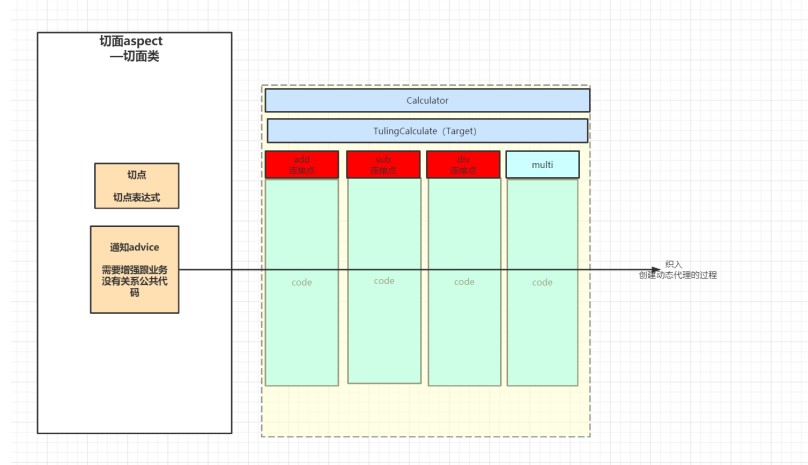 切面aspect
—切面类
切点
切点表达式
通知advice
需要增强跟业务
没有关系公共代
码
Calculator
TulingCalculate（Target）
add
连接点
sub
连接点
div
连接点
multi
code
code
code
code
织入
创建动态代理的过程